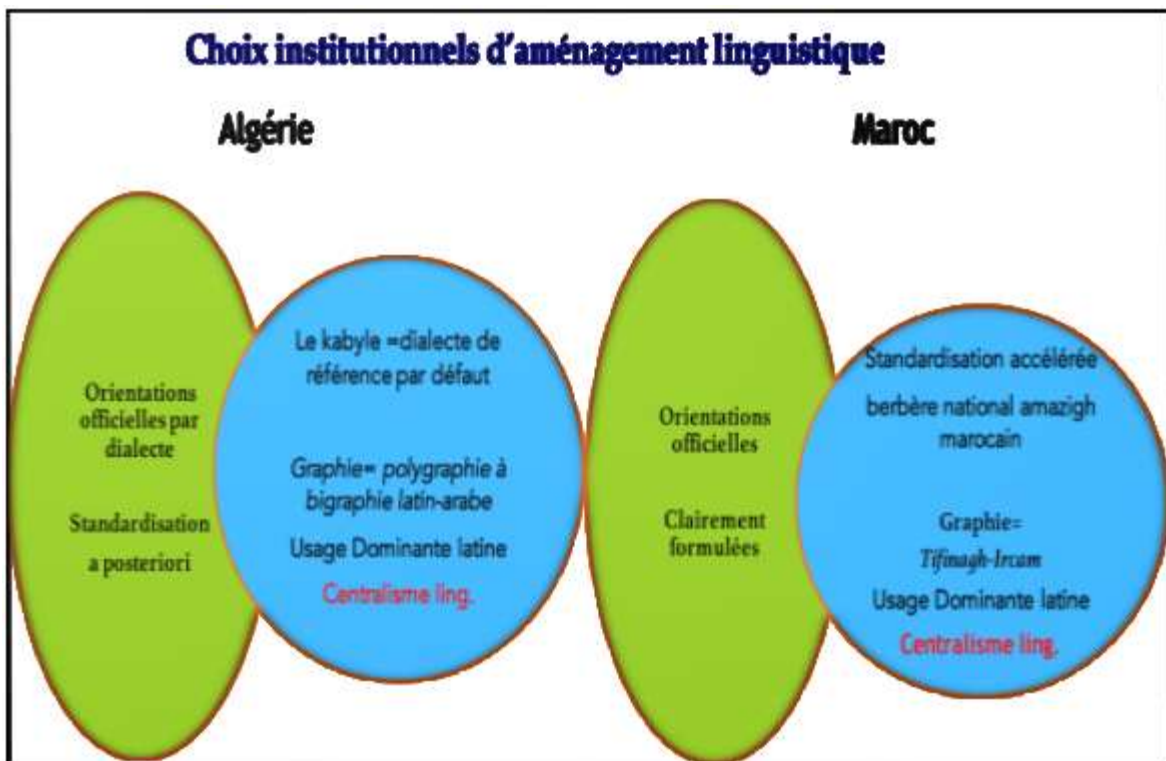 Choix institutionnels d'aménagement linguistique
Algérie
Maroc
Orientations
officielles par
dialecte
Standardisation
a posteriori
Le kabyle =dialecte de
référence par défaut
Graphie= polygraphie à
bigraphie latin-arabe
Usage Dominante latine
Centralisme ling.
Orientations
officielles
Clairement
formulées
Standardisation accélérée
berbère national amazigh
marocain
Graphie=
Tifinagh-Ircam
Usage Dominante latine
Centralisme ling.